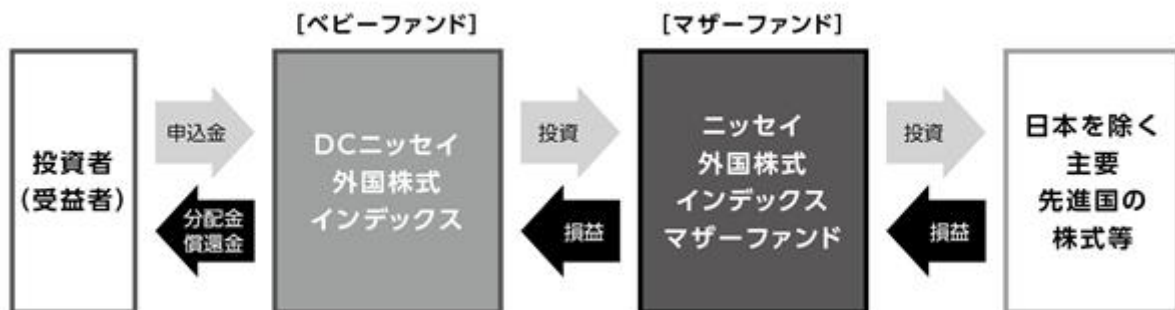 [ベビーファンド]
[マザーファンド]
投資者
(受益者)
申込金
分配金
償還金
DCニッセイ
外国株式
インデックス
投資
損益
ニッセイ
外国株式
インデックス
マザーファンド
投資
損益
日本を除く
主要
先進国の
株式等